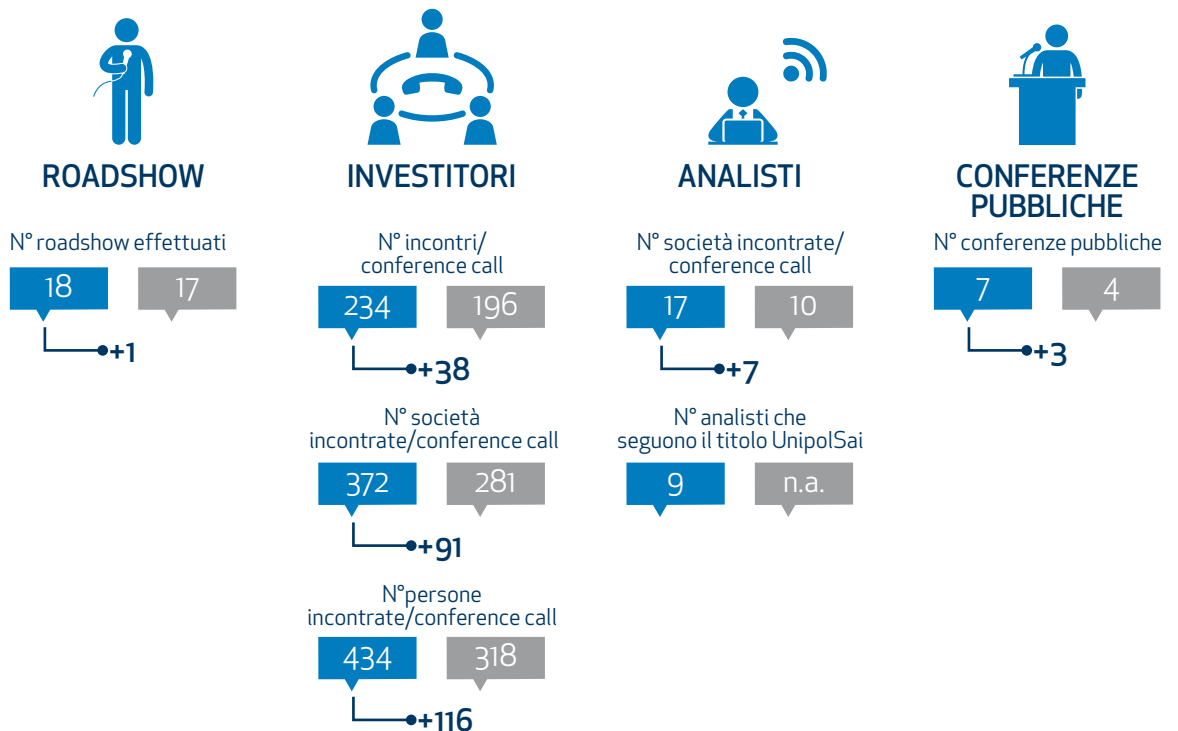 ROADSHOW
N° roadshow effettuati
18 17
+1
INVESTITORI
N° incontri/
conference call
234 196
+38
N° società
incontrate/conference call
372 281
+91
N°persone
incontrate/conference call
434 318
+116
ANALISTI
N° società incontrate/
conference call
17 10
+7
N° analisti che
seguono il titolo UnipolSai
9 n.a.
CONFERENZE
PUBBLICHE
N° conferenze pubbliche
7 4
+3